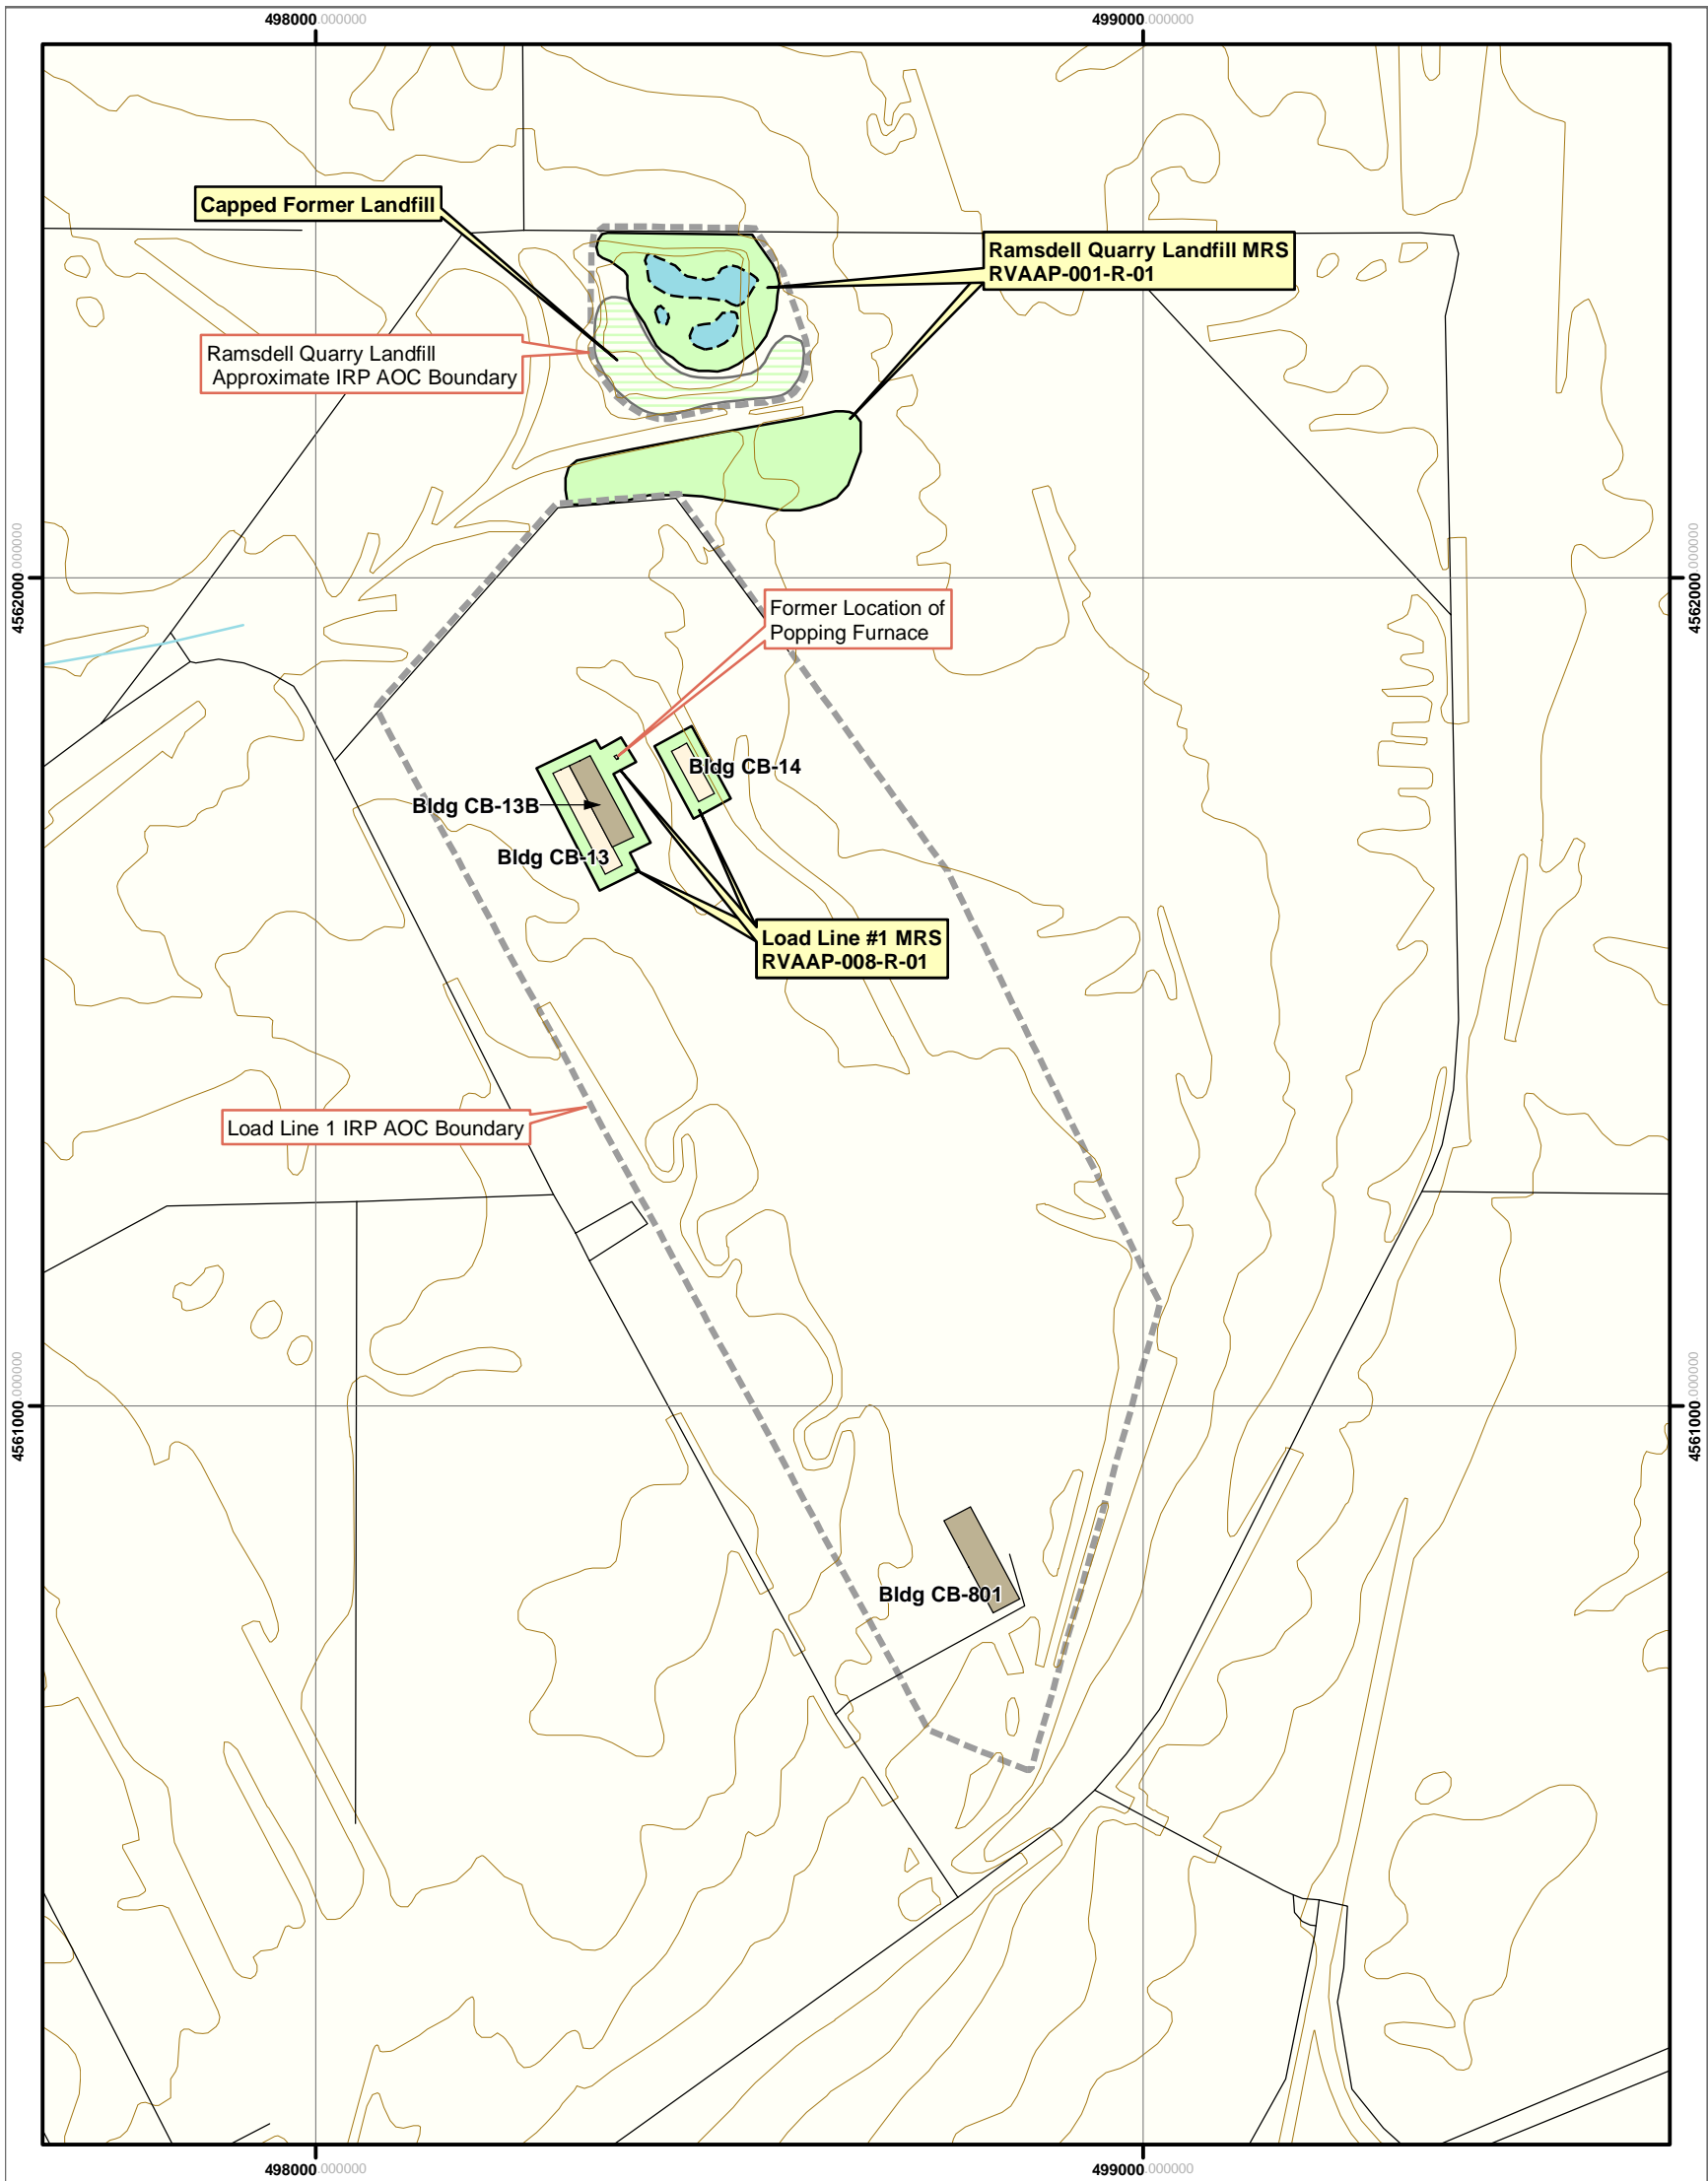 498000.000000
499000.000000
Capped Former Landfill
Ramsdell Quarry Landfill MRS
RVAAP-001-R-01
Ramsdell Quarry Landfill
Approximate IRP AOC Boundary
4562000.000000
4562000.000000
Former Location of
Popping Furnace
Bldg CB-14
Bldg CB-13B
Bldg CB-13
Load Line #1 MRS
RVAAP-008-R-01
Load Line 1 IRP AOC Boundary
4561000.000000
4561000.000000
Bldg CB-801
498000.000000
499000.000000